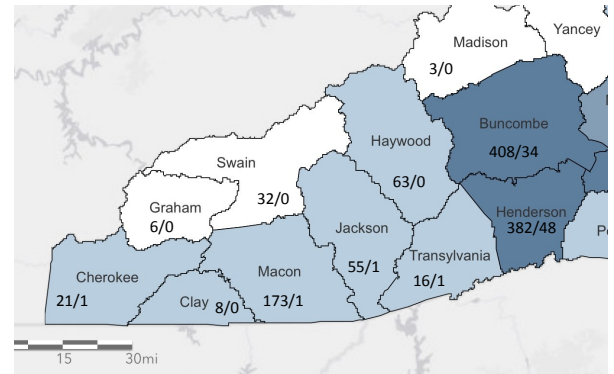 Yancey
Madison
3/0
Buncombe
408/34
Haywood
63/0
Swain
32/0
Graham
6/0
Henderson
382/48
Jackson
55/1
Transylvania
16/1
Cherokee
21/1
Macon
173/1
Clay 8/0
15 30mi